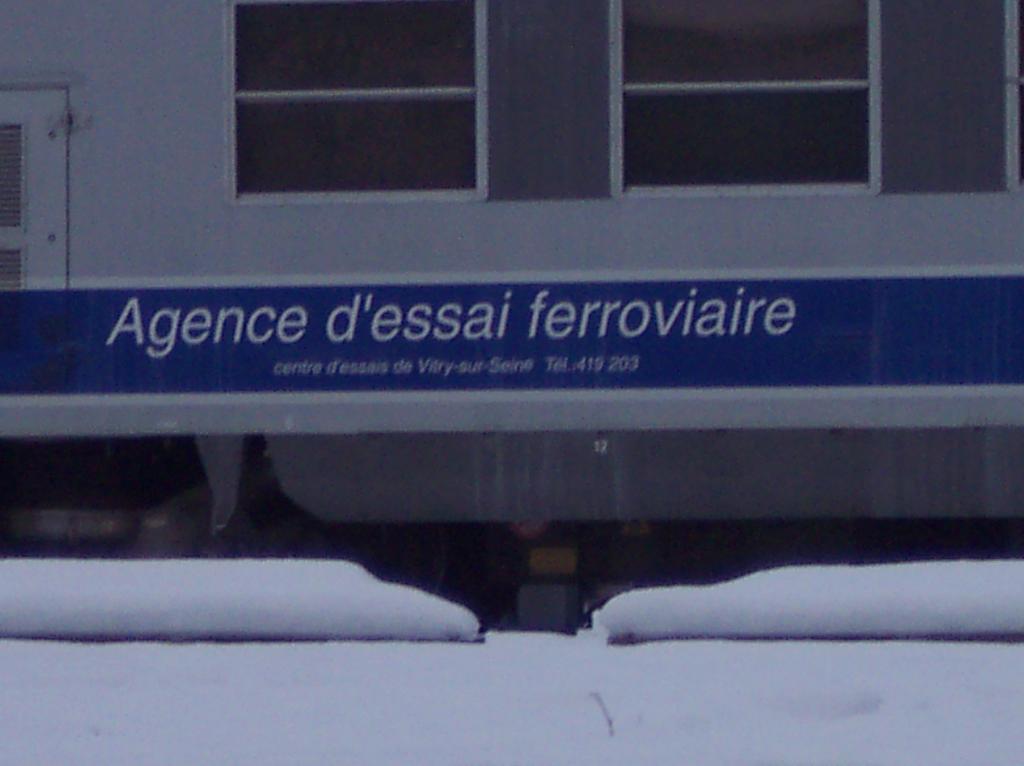 Agence d'essai ferroviaire
centre d'essais de Vitry-sur-Seine Tél.:419 203
12